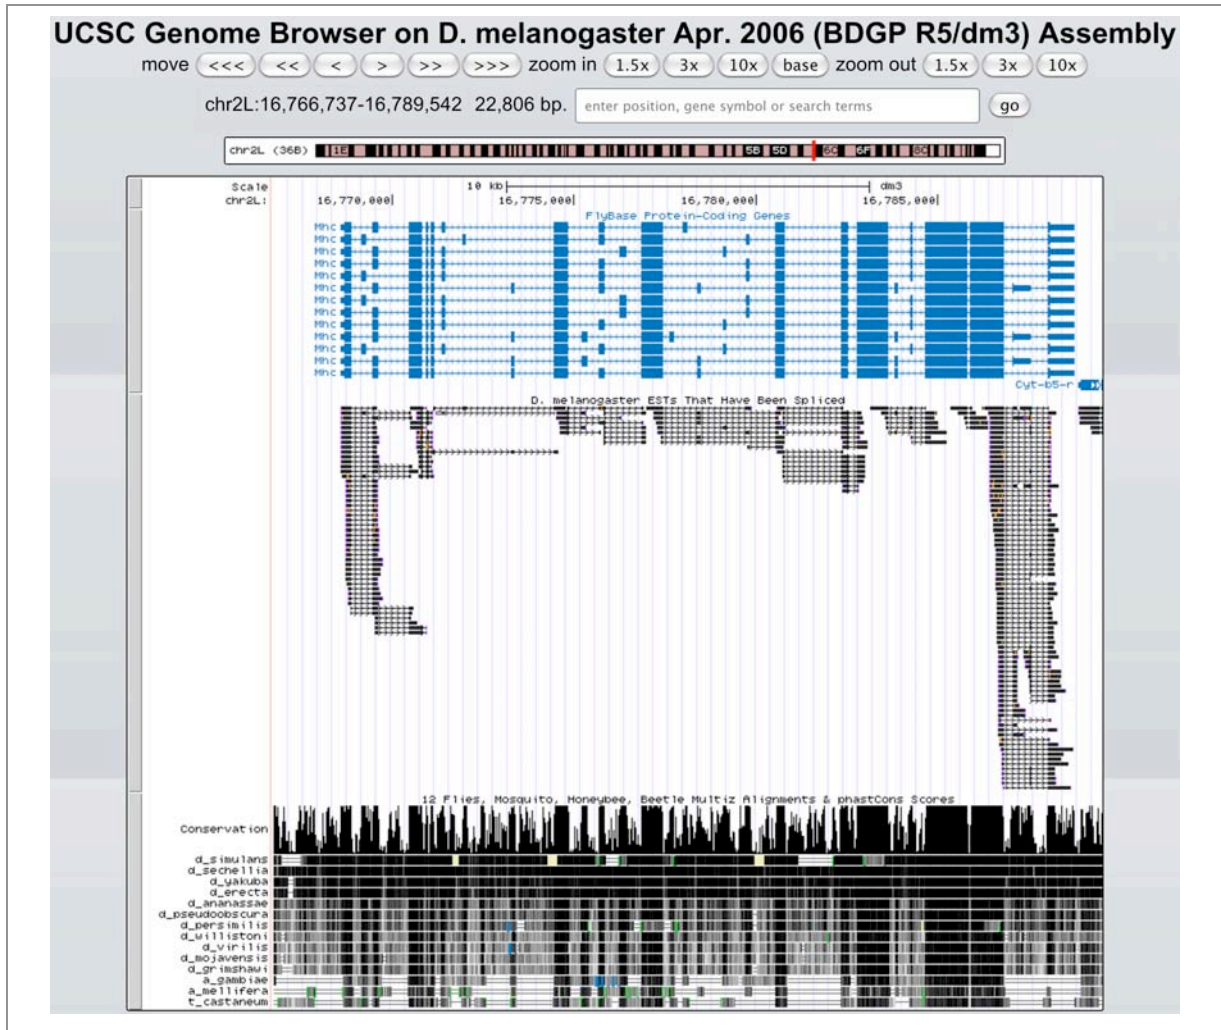 UCSC Genome Browser on D. melanogaster Apr. 2006 (BDGP R5/dm3) Assembly
move <<< << < > >> >>> zoom in 1.5x 3x 10x base zoom out 1.5x 3x 10x
chr2L:16,766,737-16,789,542 22,806 bp. enter position, gene symbol or search terms go
chr2L (36B) 1E 5B 5D 6C 6F 8C
Scale 10 kb dm3
chr2L: 16,770,000 16,775,000 16,780,000 16,785,000
FlyBase Protein-Coding Genes
Mhc
Mhc
Mhc
Mhc
Mhc
Mhc
Mhc
Mhc
Mhc
Mhc
Mhc
Mhc
Mhc
Cyt-b5-r
D. melanogaster ESTs That Have Been Spliced
12 Flies, Mosquito, Honeybee, Beetle Multiz Alignments & phastCons Scores
Conservation
d_simulans
d_sechellia
d_yakuba
d_erecta
d_ananassae
d_pseudoobscura
d_persimilis
d_willistoni
d_virilis
d_mojavensis
d_grimshawi
a_gambiae
a_mellifera
t_castaneum